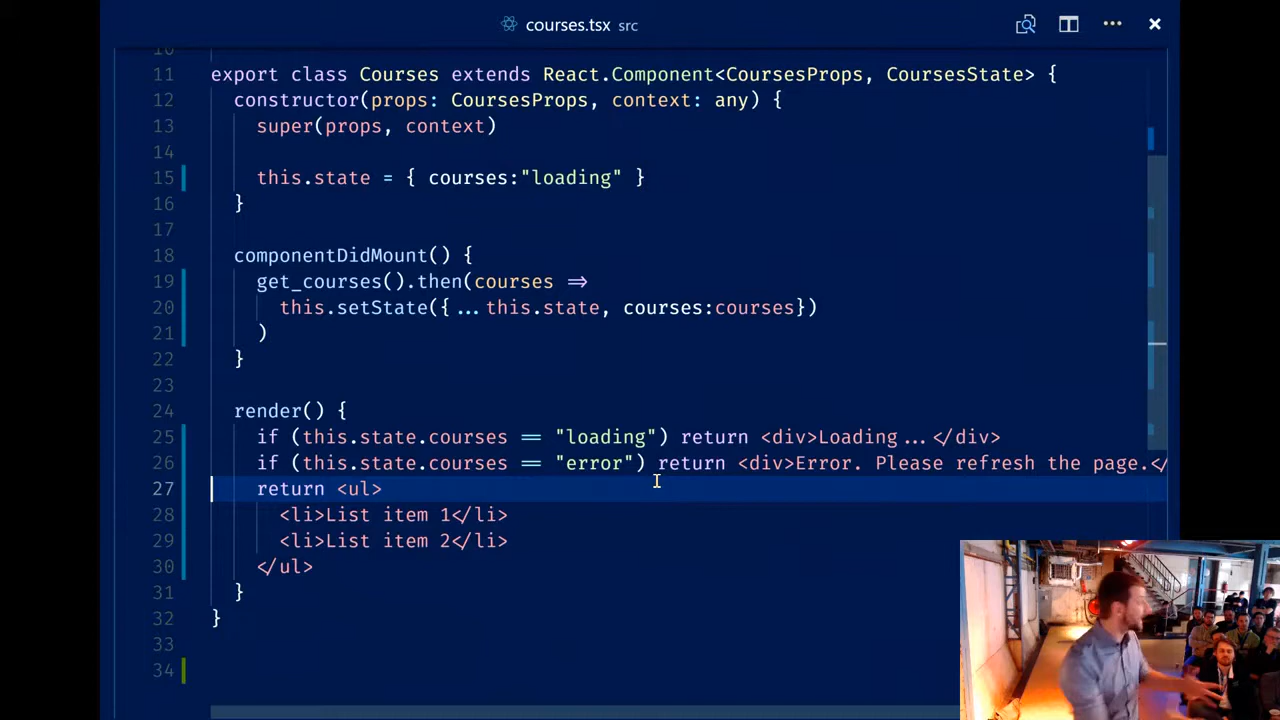 courses.tsx src
11 export class Courses extends React.Component<CoursesProps, CoursesState> {
12 constructor(props: CoursesProps, context: any) {
13 super(props, context)
14
15 this.state = { courses:"loading" }
16 }
17
18 componentDidMount() {
19 get_courses().then(courses =>
20 this.setState({...this.state, courses:courses})
21 )
22 }
23
24 render() {
25 if (this.state.courses == "loading") return <div>Loading...</div>
26 if (this.state.courses == "error") return <div>Error. Please refresh the page.</
27 return <ul>
28 <li>List item 1</li>
29 <li>List item 2</li>
30 </ul>
31 }
32 }
33
34